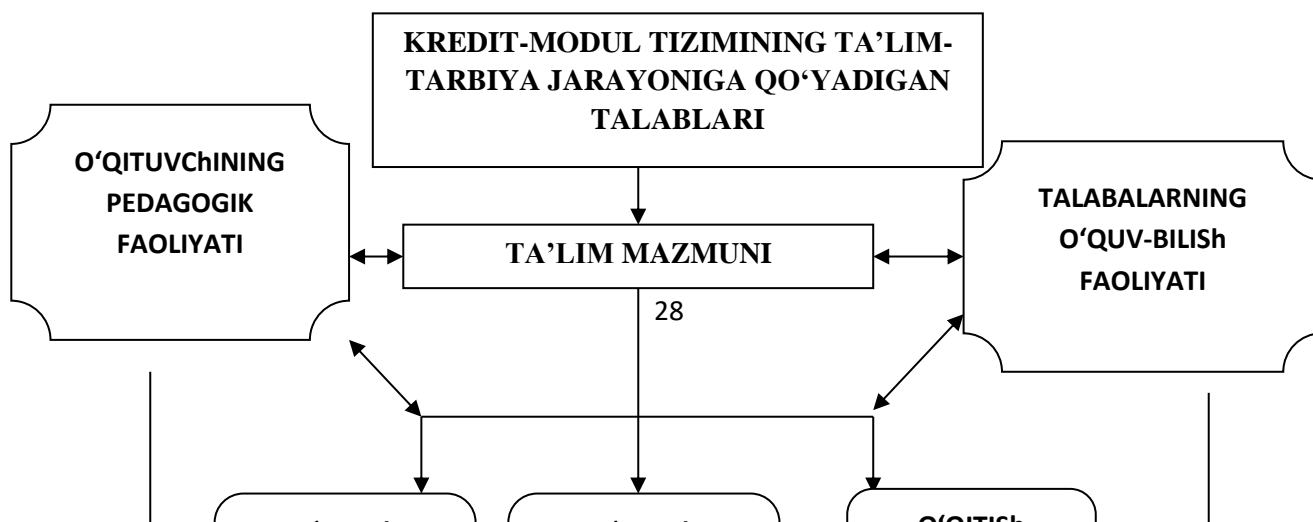 KREDIT-MODUL TIZIMINING TA’LIM-
TARBIYA JARAYONIGA QO‘YADIGAN
TALABLARI
O‘QITUVChINING
PEDAGOGIK
FAOLIYATI
TA’LIM MAZMUNI
TALABALARNING
O‘QUV-BILISh
FAOLIYATI
28
O‘QITISh